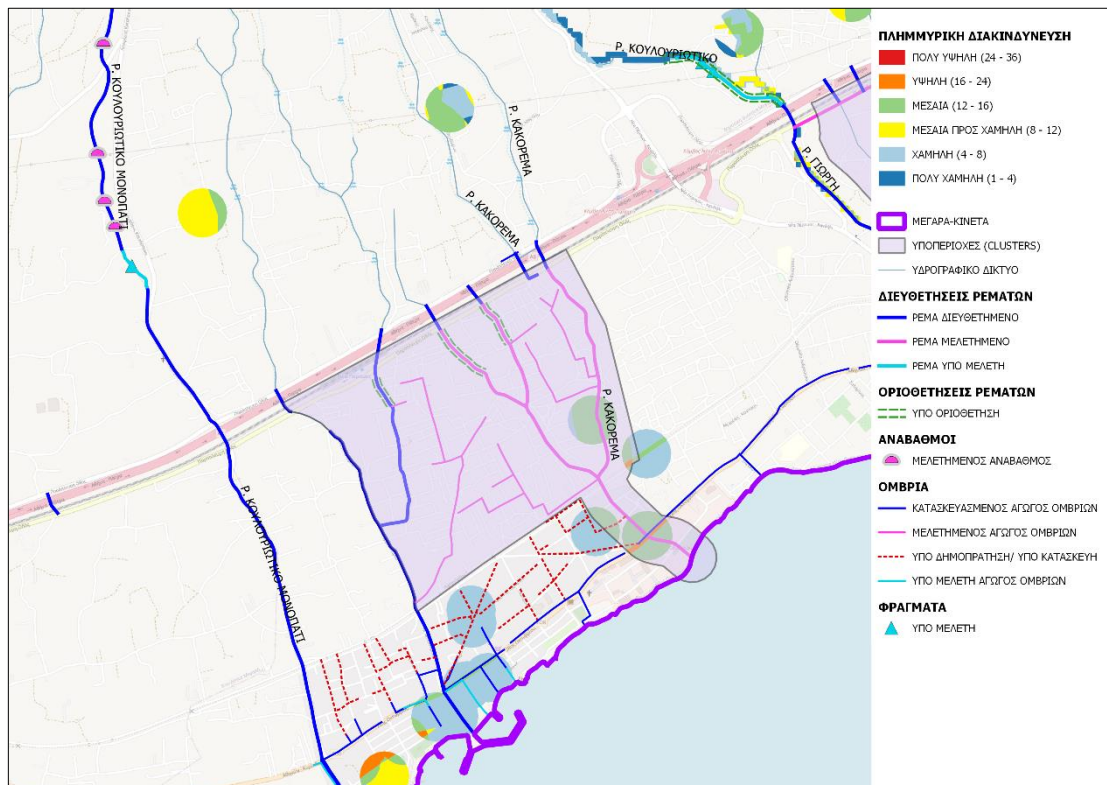 Ρ. ΚΟΥΛΟΥΡΙΩΤΙΚΟ
Ρ. ΚΑΚΟΡΕΜΑ
Ρ. ΚΟΥΛΟΥΡΙΩΤΙΚΟ ΜΟΝΟΠΑΤΙ
Ρ. ΓΙΩΡΓΗ
Ρ. ΚΑΚΟΡΕΜΑ
Ρ. ΚΑΚΟΡΕΜΑ
Ρ. ΚΟΥΛΟΥΡΙΩΤΙΚΟ ΜΟΝΟΠΑΤΙ
ΠΛΗΜΜΥΡΙΚΗ ΔΙΑΚΙΝΔΥΝΕΥΣΗ
ΠΟΛΥ ΥΨΗΛΗ (24 - 36)
ΥΨΗΛΗ (16 - 24)
ΜΕΣΑΙΑ (12 - 16)
ΜΕΣΑΙΑ ΠΡΟΣ ΧΑΜΗΛΗ (8 - 12)
ΧΑΜΗΛΗ (4 - 8)
ΠΟΛΥ ΧΑΜΗΛΗ (1 - 4)
ΜΕΓΑΡΑ-ΚΙΝΕΤΑ
ΥΠΟΠΕΡΙΟΧΕΣ (CLUSTERS)
ΥΔΡΟΓΡΑΦΙΚΟ ΔΙΚΤΥΟ
ΔΙΕΥΘΕΤΗΣΕΙΣ ΡΕΜΑΤΩΝ
ΡΕΜΑ ΔΙΕΥΘΕΤΗΜΕΝΟ
ΡΕΜΑ ΜΕΛΕΤΗΜΕΝΟ
ΡΕΜΑ ΥΠΟ ΜΕΛΕΤΗ
ΟΡΙΟΘΕΤΗΣΕΙΣ ΡΕΜΑΤΩΝ
ΥΠΟ ΟΡΙΟΘΕΤΗΣΗ
ΑΝΑΒΑΘΜΟΙ
ΜΕΛΕΤΗΜΕΝΟΣ ΑΝΑΒΑΘΜΟΣ
ΟΜΒΡΙΑ
ΚΑΤΑΣΚΕΥΑΣΜΕΝΟΣ ΑΓΩΓΟΣ ΟΜΒΡΙΩΝ
ΜΕΛΕΤΗΜΕΝΟΣ ΑΓΩΓΟΣ ΟΜΒΡΙΩΝ
ΥΠΟ ΔΗΜΟΠΡΑΤΗΣΗ/ ΥΠΟ ΚΑΤΑΣΚΕΥΗ
ΥΠΟ ΜΕΛΕΤΗ ΑΓΩΓΟΣ ΟΜΒΡΙΩΝ
ΦΡΑΓΜΑΤΑ
ΥΠΟ ΜΕΛΕΤΗ